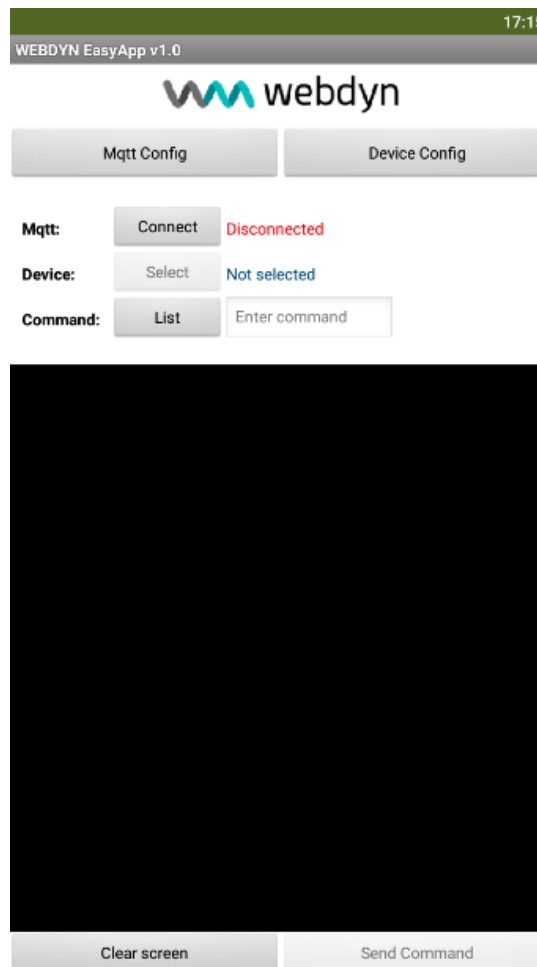 17:15
WEBDYN EasyApp v1.0
webdyn
Mqtt Config Device Config
Mqtt: Connect Disconnected
Device: Select Not selected
Command: List Enter command
Clear screen Send Command